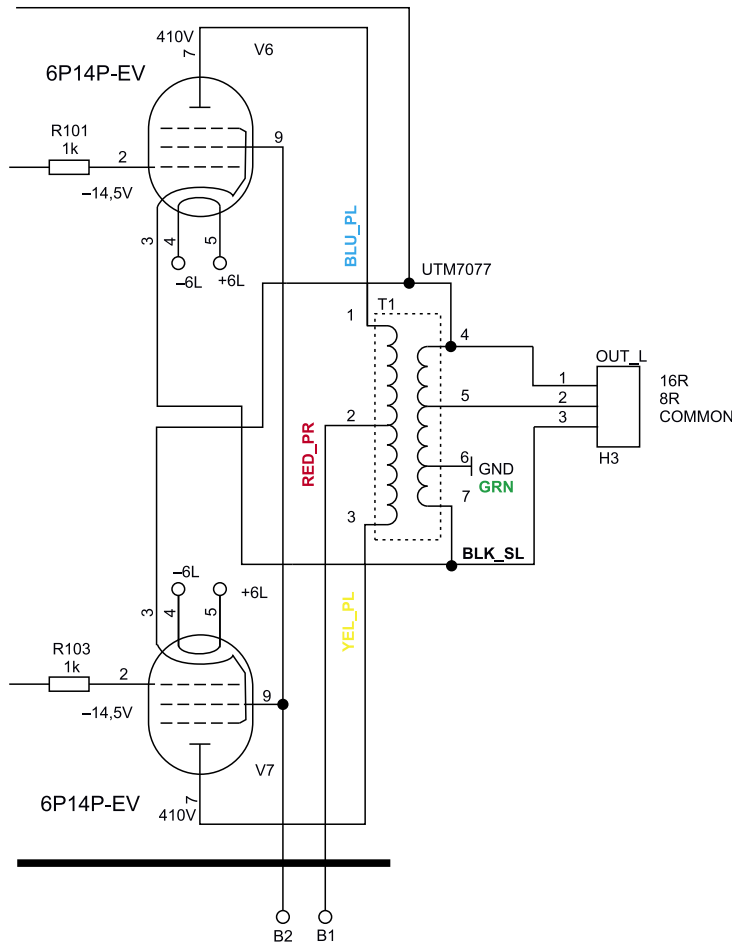 410V
7
V6
6P14P-EV
R101
1k
2
9
–14,5V
3
4
5
–6L
+6L
BLU_PL
UTM7077
T1
1
4
OUT_L
1
16R
5
2
8R
2
3
COMMON
RED_PR
6
GND
H3
GRN
7
3
BLK_SL
–6L
+6L
3
4
5
YEL_PL
R103
1k
2
9
–14,5V
V7
6P14P-EV
7
410V
B2
B1